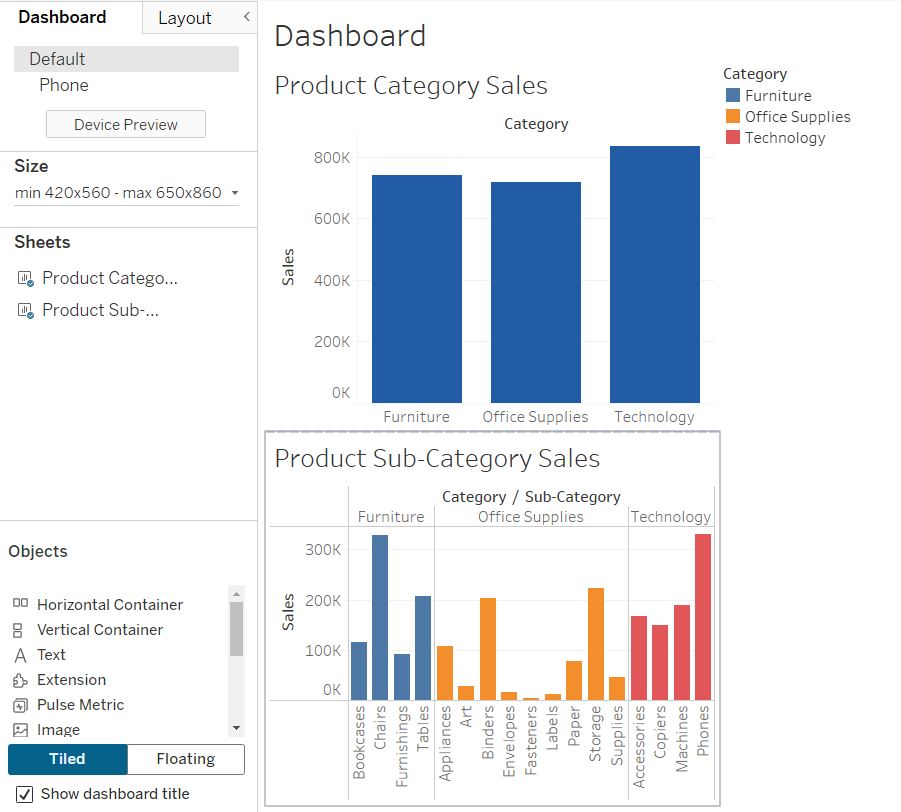 Dashboard
Layout
Default
Phone
Device Preview
Size
min 420x560 - max 650x860
Sheets
Product Catego...
Product Sub-...
Objects
Horizontal Container
Vertical Container
Text
Extension
Pulse Metric
Image
Tiled
Floating
Show dashboard title
Dashboard
Product Category Sales
Category
Sales
800K
600K
400K
200K
0K
Furniture
Office Supplies
Technology
Category
Furniture
Office Supplies
Technology
Product Sub-Category Sales
Category / Sub-Category
Furniture
Office Supplies
Technology
Sales
300K
200K
100K
0K
Bookcases
Chairs
Furnishings
Tables
Appliances
Art
Binders
Envelopes
Fasteners
Labels
Paper
Storage
Supplies
Accessories
Copiers
Machines
Phones